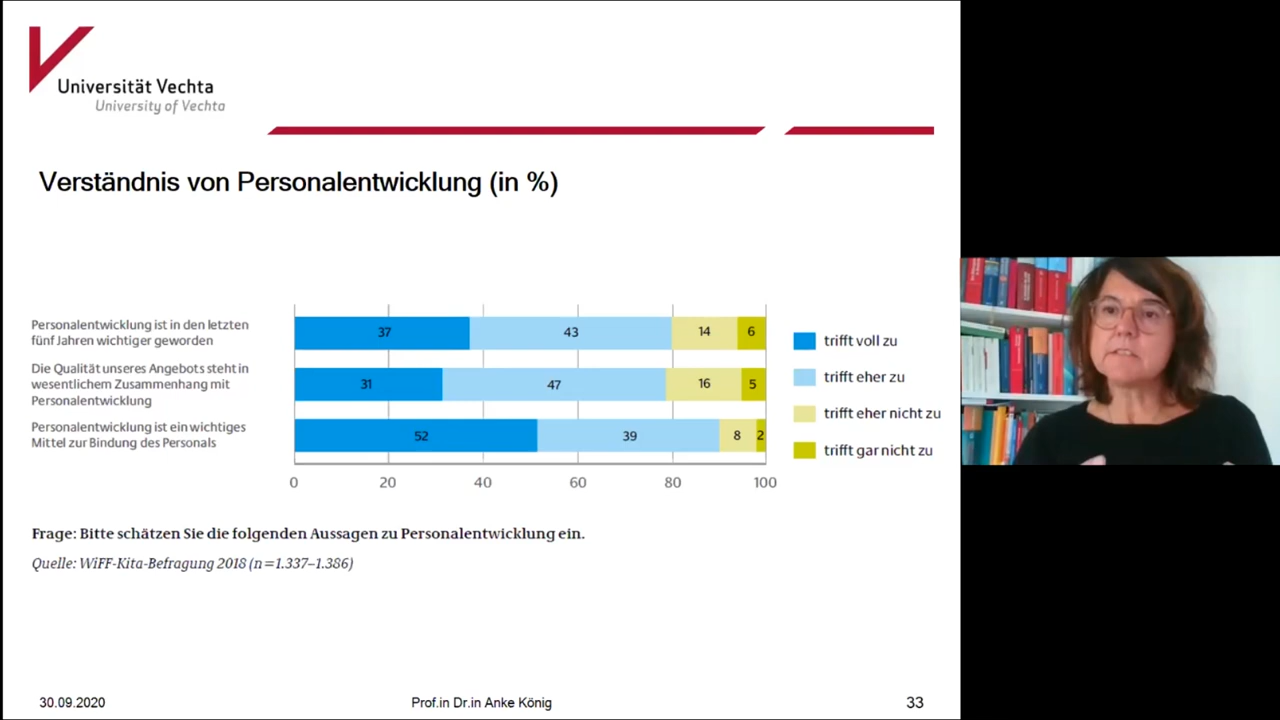 Universität Vechta
University of Vechta
Verständnis von Personalentwicklung (in %)
Personalentwicklung ist in den letzten
fünf Jahren wichtiger geworden
37 43 14 6
Die Qualität unseres Angebots steht in
wesentlichem Zusammenhang mit
Personalentwicklung
31 47 16 5
Personalentwicklung ist ein wichtiges
Mittel zur Bindung des Personals
52 39 8 2
0 20 40 60 80 100
trifft voll zu
trifft eher zu
trifft eher nicht zu
trifft gar nicht zu
Frage: Bitte schätzen Sie die folgenden Aussagen zu Personalentwicklung ein.
Quelle: WiFF-Kita-Befragung 2018 (n=1.337–1.386)
30.09.2020 Prof.in Dr.in Anke König 33